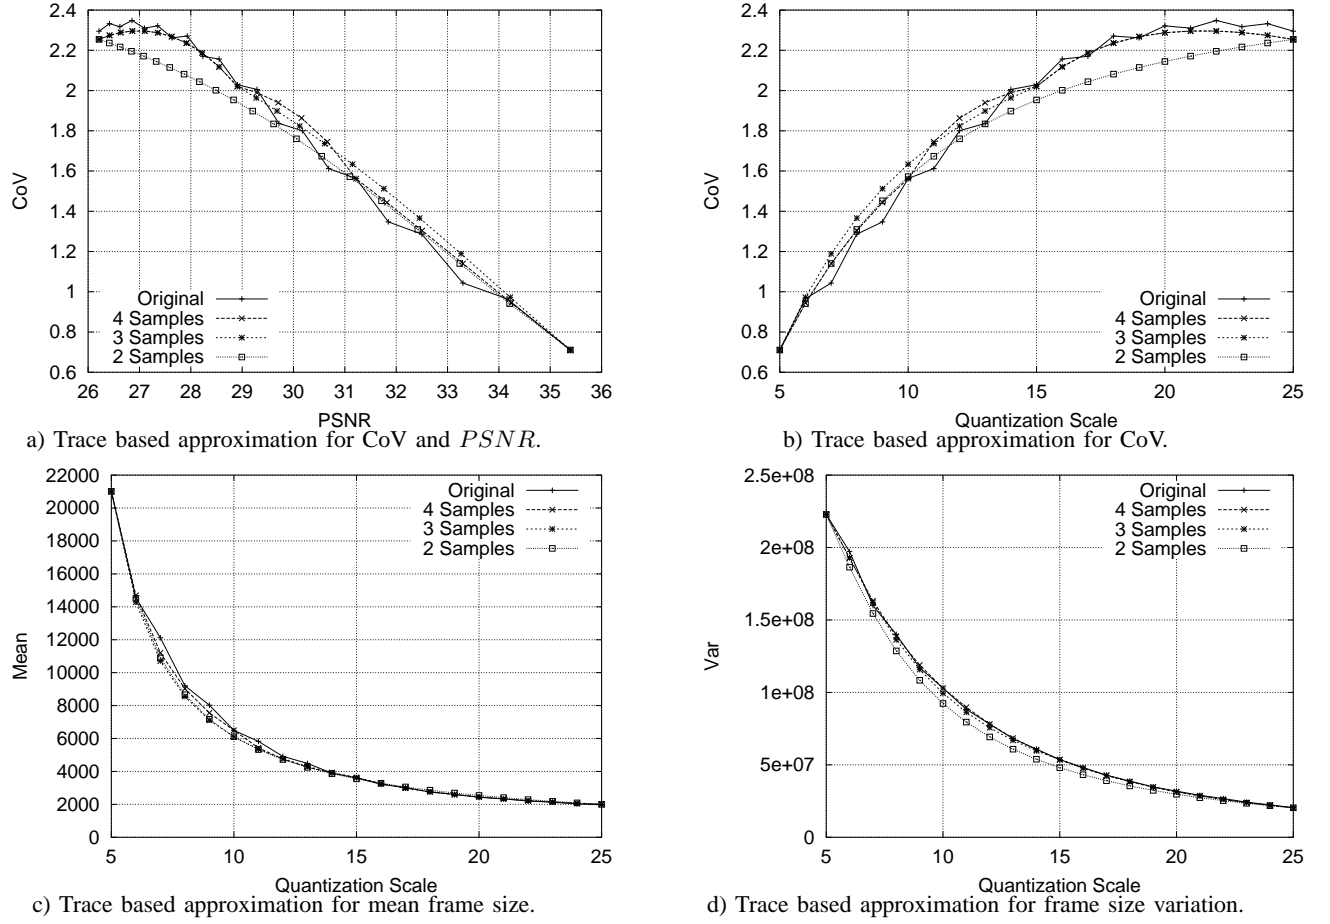 2.4
2.2
2
1.8
1.6
1.4
1.2
1
0.8
0.6
CoV
Original
4 Samples
3 Samples
2 Samples
26 27 28 29 30 31 32 33 34 35 36
PSNR
a) Trace based approximation for CoV and PSNR.
2.4
2.2
2
1.8
1.6
1.4
1.2
1
0.8
0.6
CoV
Original
4 Samples
3 Samples
2 Samples
5 10 15 20 25
Quantization Scale
b) Trace based approximation for CoV.
22000
20000
18000
16000
14000
12000
10000
8000
6000
4000
2000
0
Mean
Original
4 Samples
3 Samples
2 Samples
5 10 15 20 25
Quantization Scale
c) Trace based approximation for mean frame size.
2.5e+08
2e+08
1.5e+08
1e+08
5e+07
0
Var
Original
4 Samples
3 Samples
2 Samples
5 10 15 20 25
Quantization Scale
d) Trace based approximation for frame size variation.